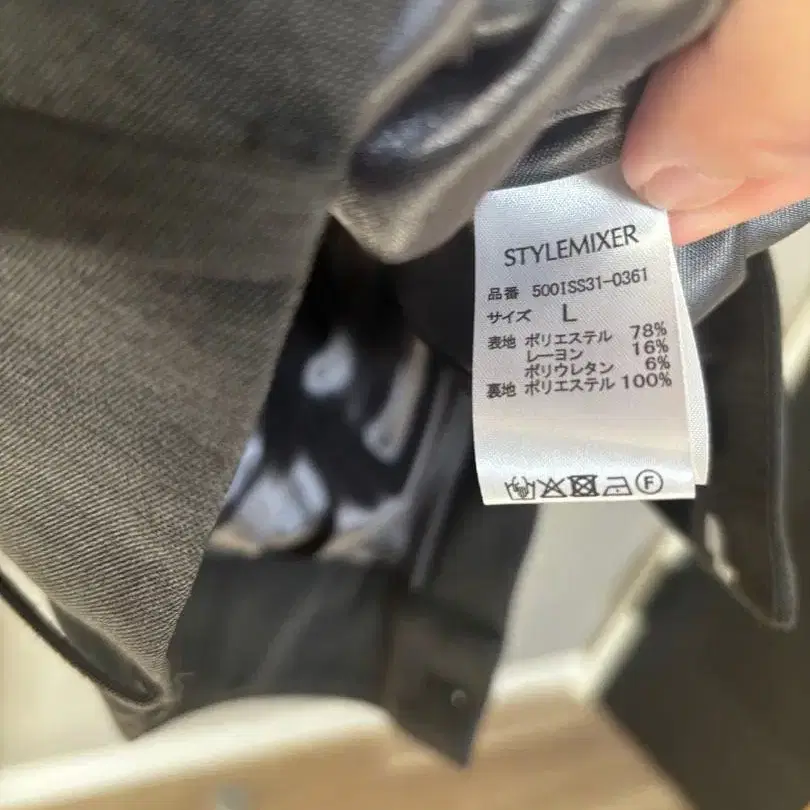 STYLEMIXER
品番 500ISS31-0361
サイズ L
表地 ポリエステル 78%
レーヨン 16%
ポリウレタン 6%
裏地 ポリエステル 100%
F